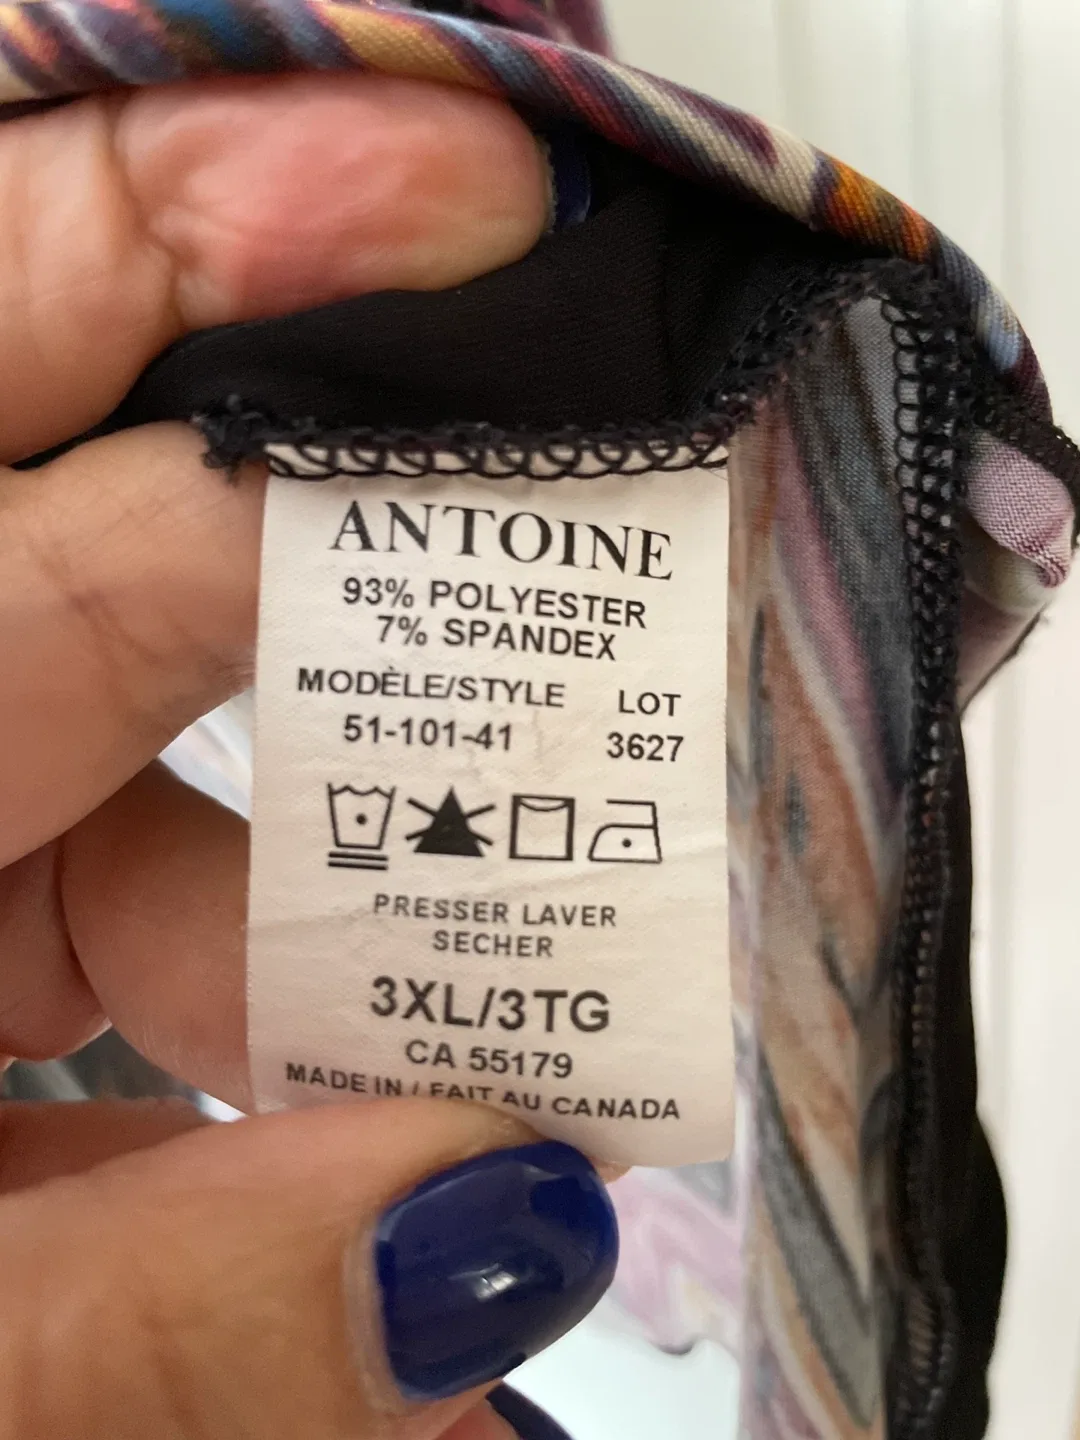 ANTOINE
93% POLYESTER
7% SPANDEX
MODÈLE/STYLE LOT
51-101-41 3627
PRESSER LAVER
SECHER
3XL/3TG
CA 55179
MADE IN / FAIT AU CANADA